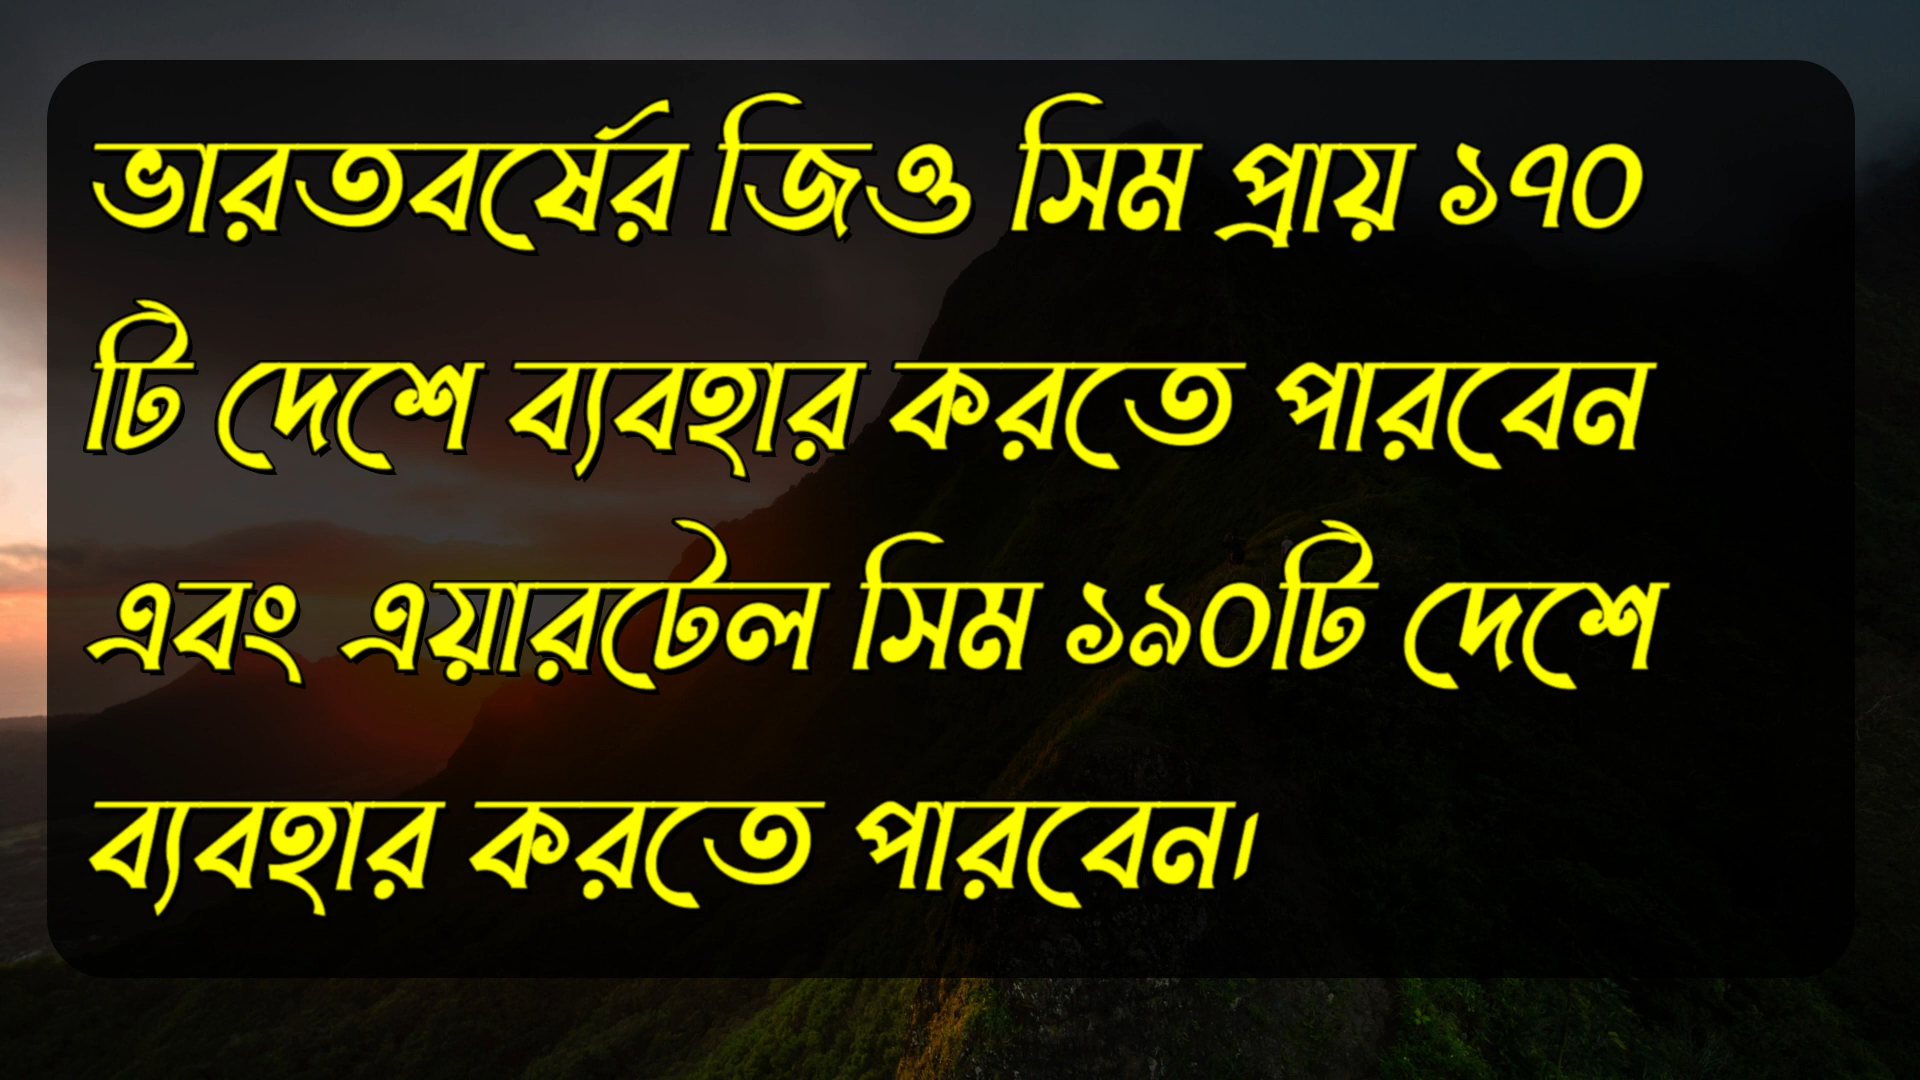 ভারতবর্ষের জিও সিম প্রায় ১৭০
টি দেশে ব্যবহার করতে পারবেন
এবং এয়ারটেল সিম ১৯০টি দেশে
ব্যবহার করতে পারবেন।